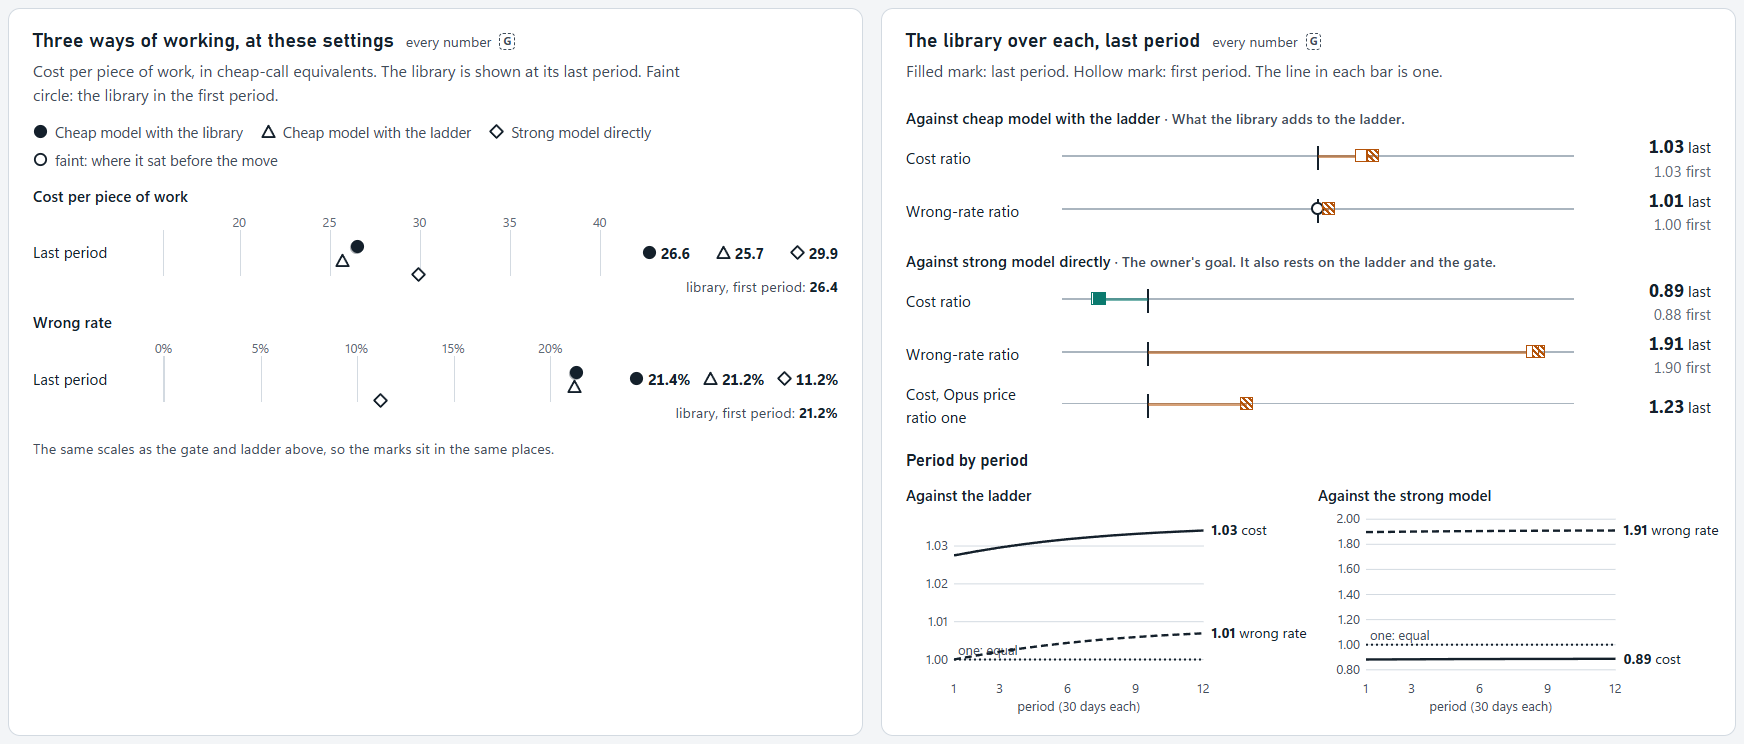 Three ways of working, at these settings every number G
Cost per piece of work, in cheap-call equivalents. The library is shown at its last period. Faint
circle: the library in the first period.
Cheap model with the library Cheap model with the ladder Strong model directly
faint: where it sat before the move
Cost per piece of work
20 25 30 35 40
Last period 26.6 25.7 29.9
library, first period: 26.4
Wrong rate
0% 5% 10% 15% 20%
Last period 21.4% 21.2% 11.2%
library, first period: 21.2%
The same scales as the gate and ladder above, so the marks sit in the same places.
The library over each, last period every number G
Filled mark: last period. Hollow mark: first period. The line in each bar is one.
Against cheap model with the ladder · What the library adds to the ladder.
Cost ratio 1.03 last
1.03 first
Wrong-rate ratio 1.01 last
1.00 first
Against strong model directly · The owner's goal. It also rests on the ladder and the gate.
Cost ratio 0.89 last
0.88 first
Wrong-rate ratio 1.91 last
1.90 first
Cost, Opus price
ratio one 1.23 last
Period by period
Against the ladder
1.03 cost
1.03
1.02
1.01
1.01 wrong rate
one: equal
1.00
1 3 6 9 12
period (30 days each)
Against the strong model
2.00
1.91 wrong rate
1.80
1.60
1.40
1.20
one: equal
1.00
0.89 cost
0.80
1 3 6 9 12
period (30 days each)